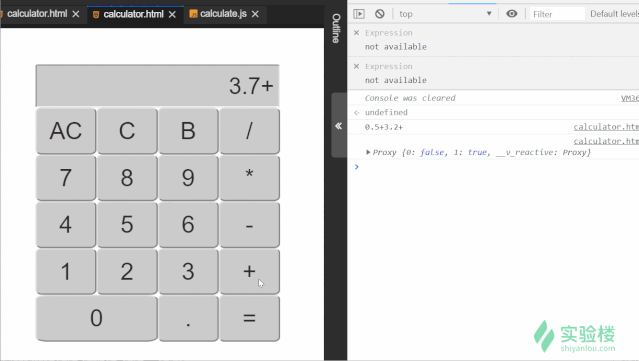 calculator.html ✕ calculator.html ✕ calculate.js ✕
Outline
3.7+
AC C B /
7 8 9 *
4 5 6 -
1 2 3 +
0 . =
top Filter Default levels
Expression
not available
Expression
not available
Console was cleared VM36
undefined
0.5+3.2+ calculator.htm
calculator.htm
Proxy {0: false, 1: true, __v_reactive: Proxy}
实验楼
shiyanlou.com